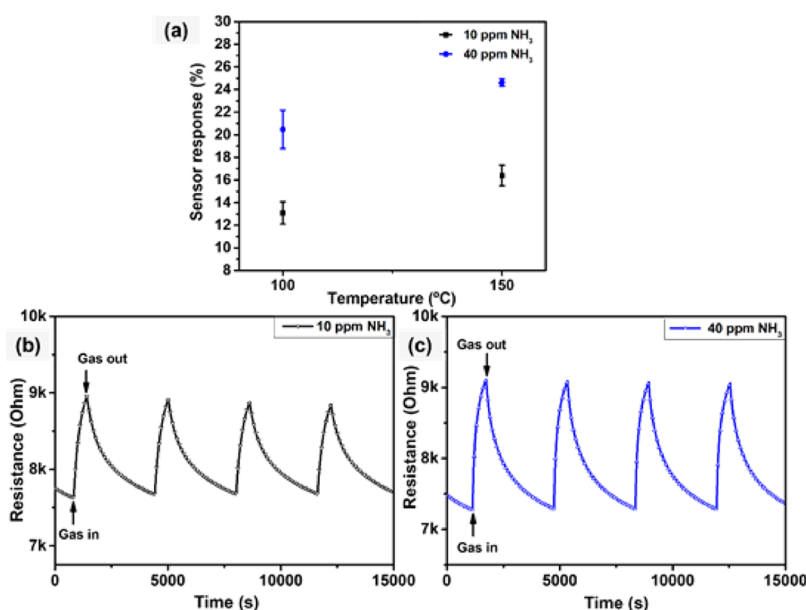 (a)
10 ppm NH₃
40 ppm NH₃
Sensor response (%)
30
28
26
24
22
20
18
16
14
12
10
8
100
150
Temperature (ºC)
(b)
10 ppm NH₃
Gas out
Gas in
Resistance (Ohm)
10k
9k
8k
7k
0
5000
10000
15000
Time (s)
(c)
40 ppm NH₃
Gas out
Gas in
Resistance (Ohm)
10k
9k
8k
7k
0
5000
10000
15000
Time (s)